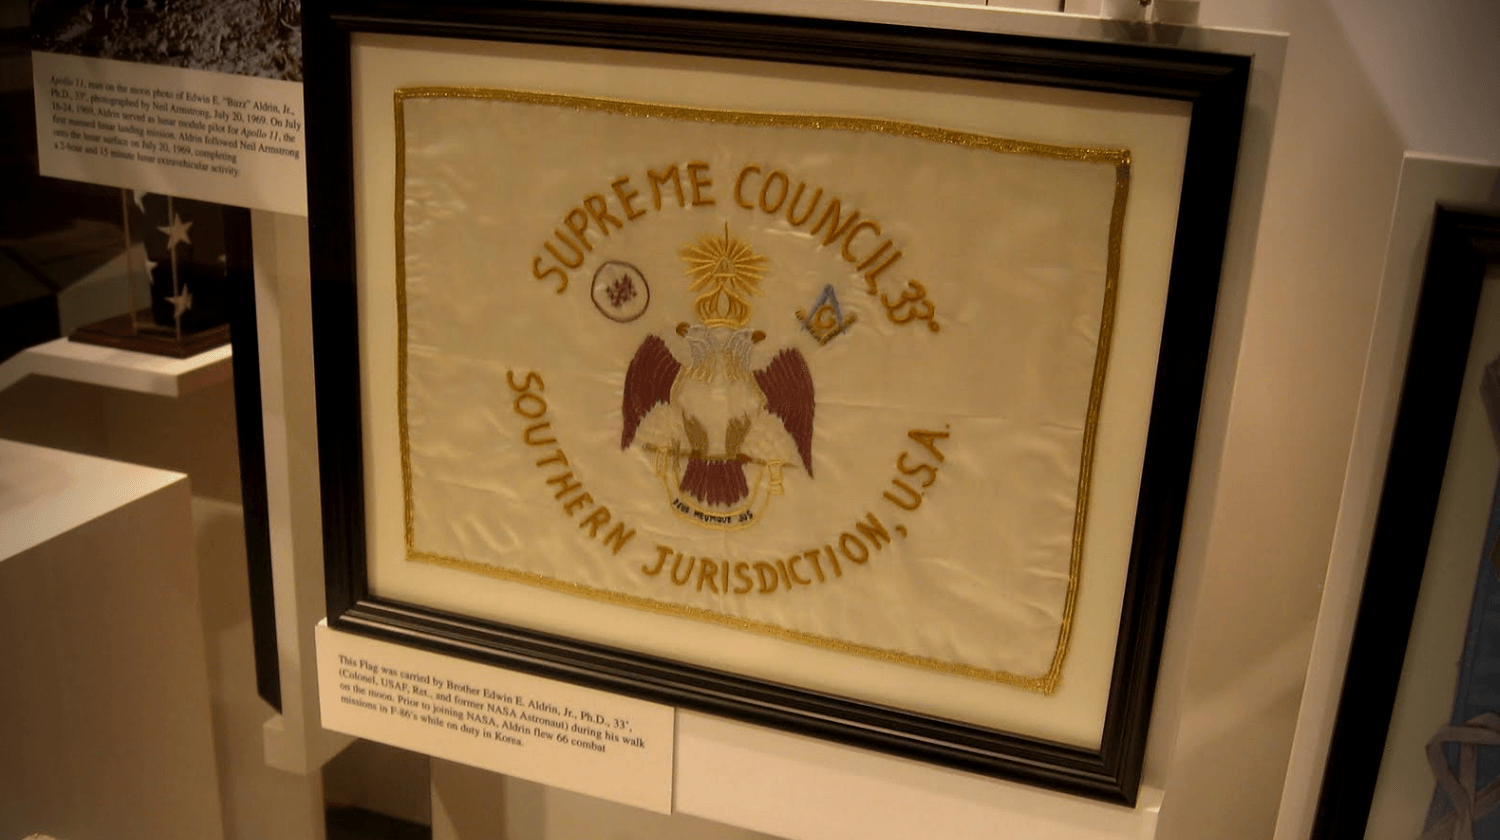 Apollo 11, man on the moon photo of Edwin E. "Buzz" Aldrin, Jr.,
Ph.D., 33°, photographed by Neil Armstrong, July 20, 1969. On July
16-24, 1969, Aldrin served as lunar module pilot for Apollo 11, the
first manned lunar landing mission. Aldrin followed Neil Armstrong
onto the lunar surface on July 20, 1969, completing
a 2-hour and 15 minute lunar extravehicular activity.
SUPREME COUNCIL, 33°
G
DEUS MEUMQUE JUS
SOUTHERN JURISDICTION, U.S.A.
This Flag was carried by Brother Edwin E. Aldrin, Jr., Ph.D., 33°,
(Colonel, USAF, Ret., and former NASA Astronaut) during his walk
on the moon. Prior to joining NASA, Aldrin flew 66 combat
missions in F-86's while on duty in Korea.